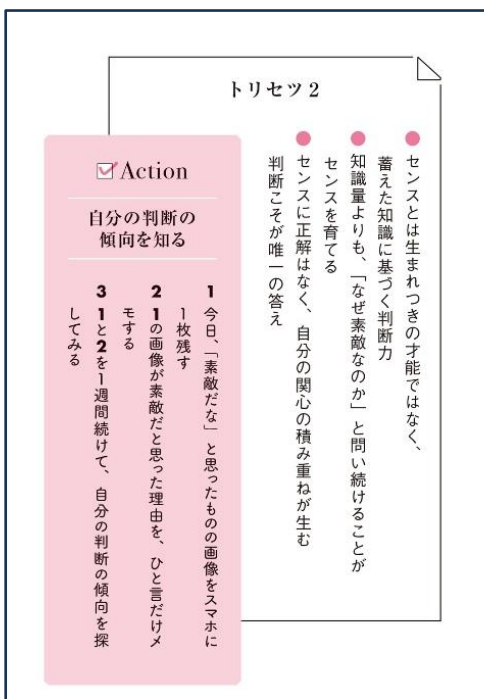 トリセツ2
● センスとは生まれつきの才能ではなく、
蓄えた知識に基づく判断力
● 知識量よりも、「なぜ素敵なのか」と問い続けることが
センスを育てる
● センスに正解はなく、自分の関心の積み重ねが生む
判断こそが唯一の答え
Action
自分の判断の
傾向を知る
1 今日、「素敵だな」と思ったものの画像をスマホに
1枚残す
2 1の画像が素敵だと思った理由を、ひと言だけメ
モする
3 1と2を1週間続けて、自分の判断の傾向を探
してみる